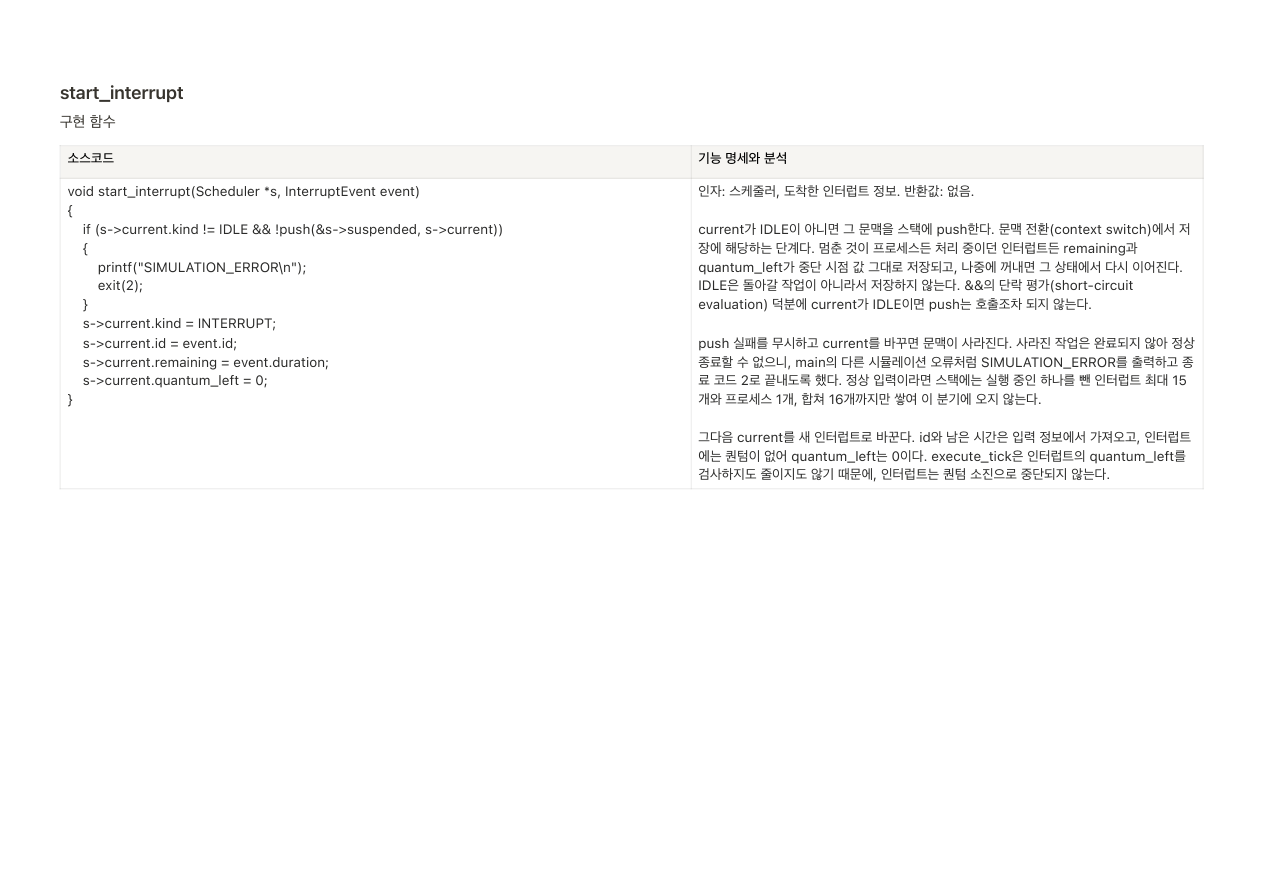 start_interrupt
구현 함수
소스코드
기능 명세와 분석
void start_interrupt(Scheduler *s, InterruptEvent event)
{
    if (s->current.kind != IDLE && !push(&s->suspended, s->current))
    {
        printf("SIMULATION_ERROR\n");
        exit(2);
    }
    s->current.kind = INTERRUPT;
    s->current.id = event.id;
    s->current.remaining = event.duration;
    s->current.quantum_left = 0;
}
인자: 스케줄러, 도착한 인터럽트 정보. 반환값: 없음.
current가 IDLE이 아니면 그 문맥을 스택에 push한다. 문맥 전환(context switch)에서 저
장에 해당하는 단계다. 멈춘 것이 프로세스든 처리 중이던 인터럽트든 remaining과
quantum_left가 중단 시점 값 그대로 저장되고, 나중에 꺼내면 그 상태에서 다시 이어진다.
IDLE은 돌아갈 작업이 아니라서 저장하지 않는다. &&의 단락 평가(short-circuit
evaluation) 덕분에 current가 IDLE이면 push는 호출조차 되지 않는다.
push 실패를 무시하고 current를 바꾸면 문맥이 사라진다. 사라진 작업은 완료되지 않아 정상
종료할 수 없으니, main의 다른 시뮬레이션 오류처럼 SIMULATION_ERROR를 출력하고 종
료 코드 2로 끝내도록 했다. 정상 입력이라면 스택에는 실행 중인 하나를 뺀 인터럽트 최대 15
개와 프로세스 1개, 합쳐 16개까지만 쌓여 이 분기에 오지 않는다.
그다음 current를 새 인터럽트로 바꾼다. id와 남은 시간은 입력 정보에서 가져오고, 인터럽트
에는 퀀텀이 없어 quantum_left는 0이다. execute_tick은 인터럽트의 quantum_left를
검사하지도 줄이지도 않기 때문에, 인터럽트는 퀀텀 소진으로 중단되지 않는다.